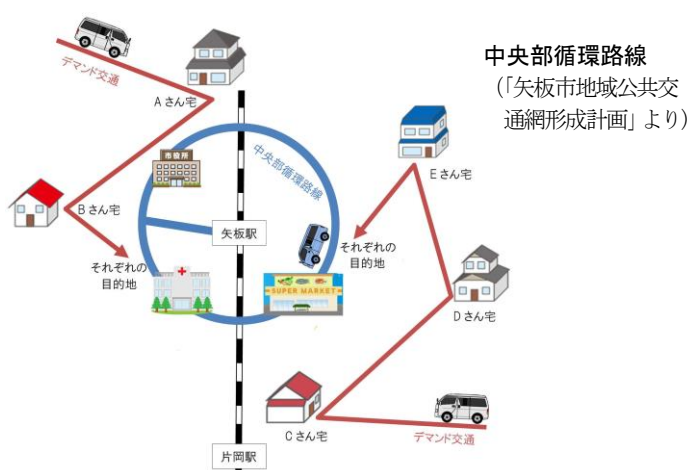 中央部循環路線
(「矢板市地域公共交
通網形成計画」より)
デマンド交通
Aさん宅
市役所
中央部循環路線
Eさん宅
Bさん宅
矢板駅
それぞれの
目的地
それぞれの
目的地
SUPER MARKET
Dさん宅
Cさん宅
デマンド交通
片岡駅